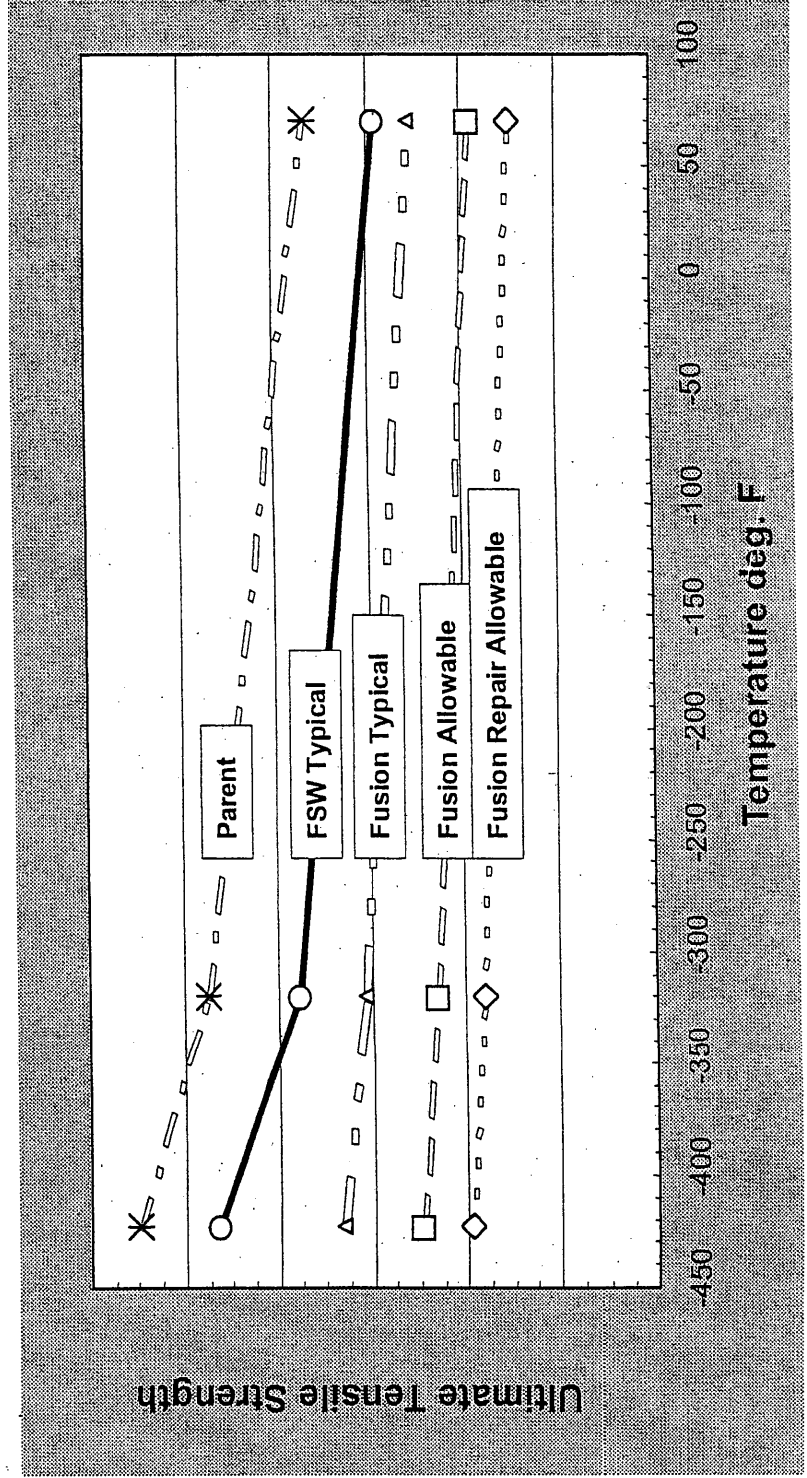 Ultimate Tensile Strength
Parent
FSW Typical
Fusion Typical
Fusion Allowable
Fusion Repair Allowable
-450 -400 -350 -300 -250 -200 -150 -100 -50 0 50 100
Temperature deg. F